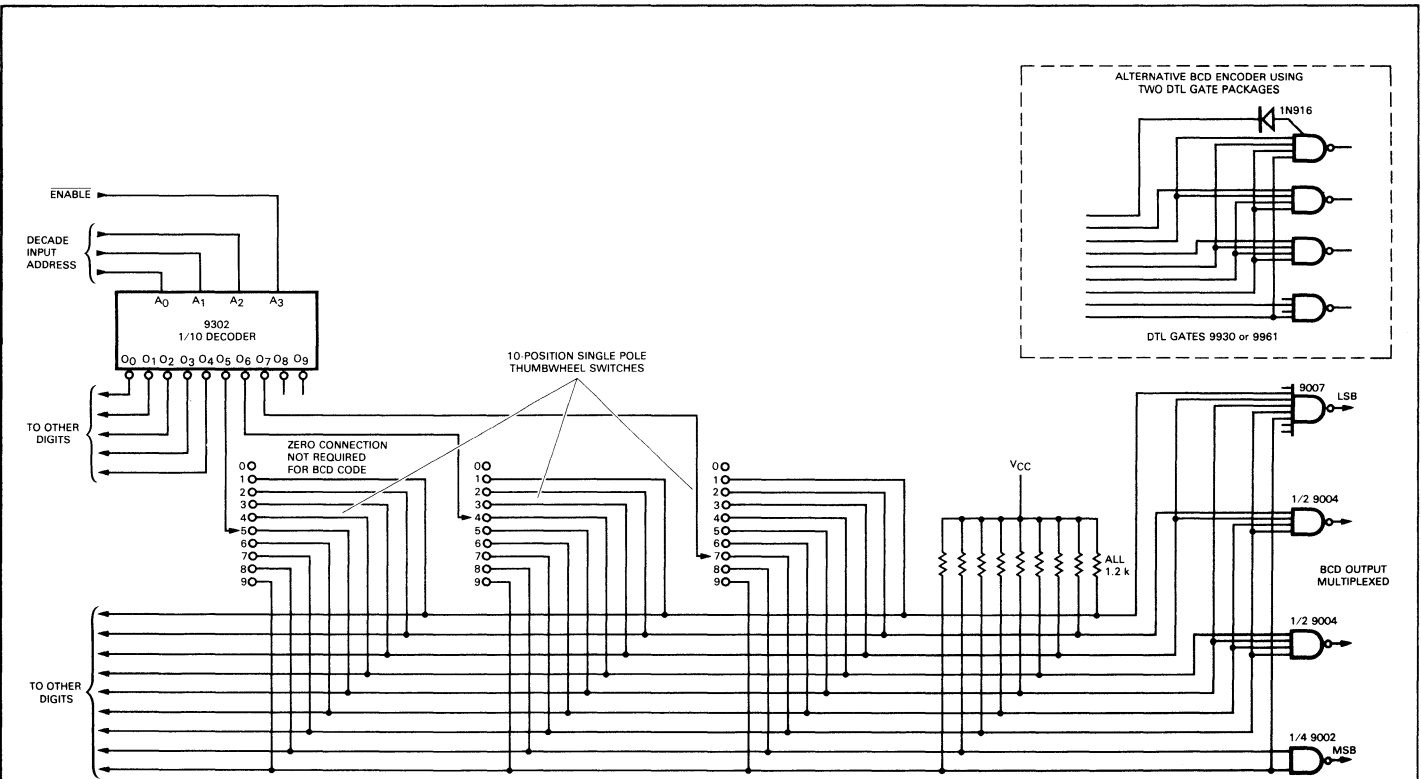 ALTERNATIVE BCD ENCODER USING
TWO DTL GATE PACKAGES
1N916
DTL GATES 9930 or 9961
ENABLE
DECADE
INPUT
ADDRESS
A0 A1 A2 A3
9302
1/10 DECODER
O0 O1 O2 O3 O4 O5 O6 O7 O8 O9
TO OTHER
DIGITS
10-POSITION SINGLE POLE
THUMBWHEEL SWITCHES
ZERO CONNECTION
NOT REQUIRED
FOR BCD CODE
0
1
2
3
4
5
6
7
8
9
0
1
2
3
4
5
6
7
8
9
0
1
2
3
4
5
6
7
8
9
VCC
ALL
1.2 k
9007
LSB
1/2 9004
BCD OUTPUT
MULTIPLEXED
1/2 9004
TO OTHER
DIGITS
1/4 9002
MSB